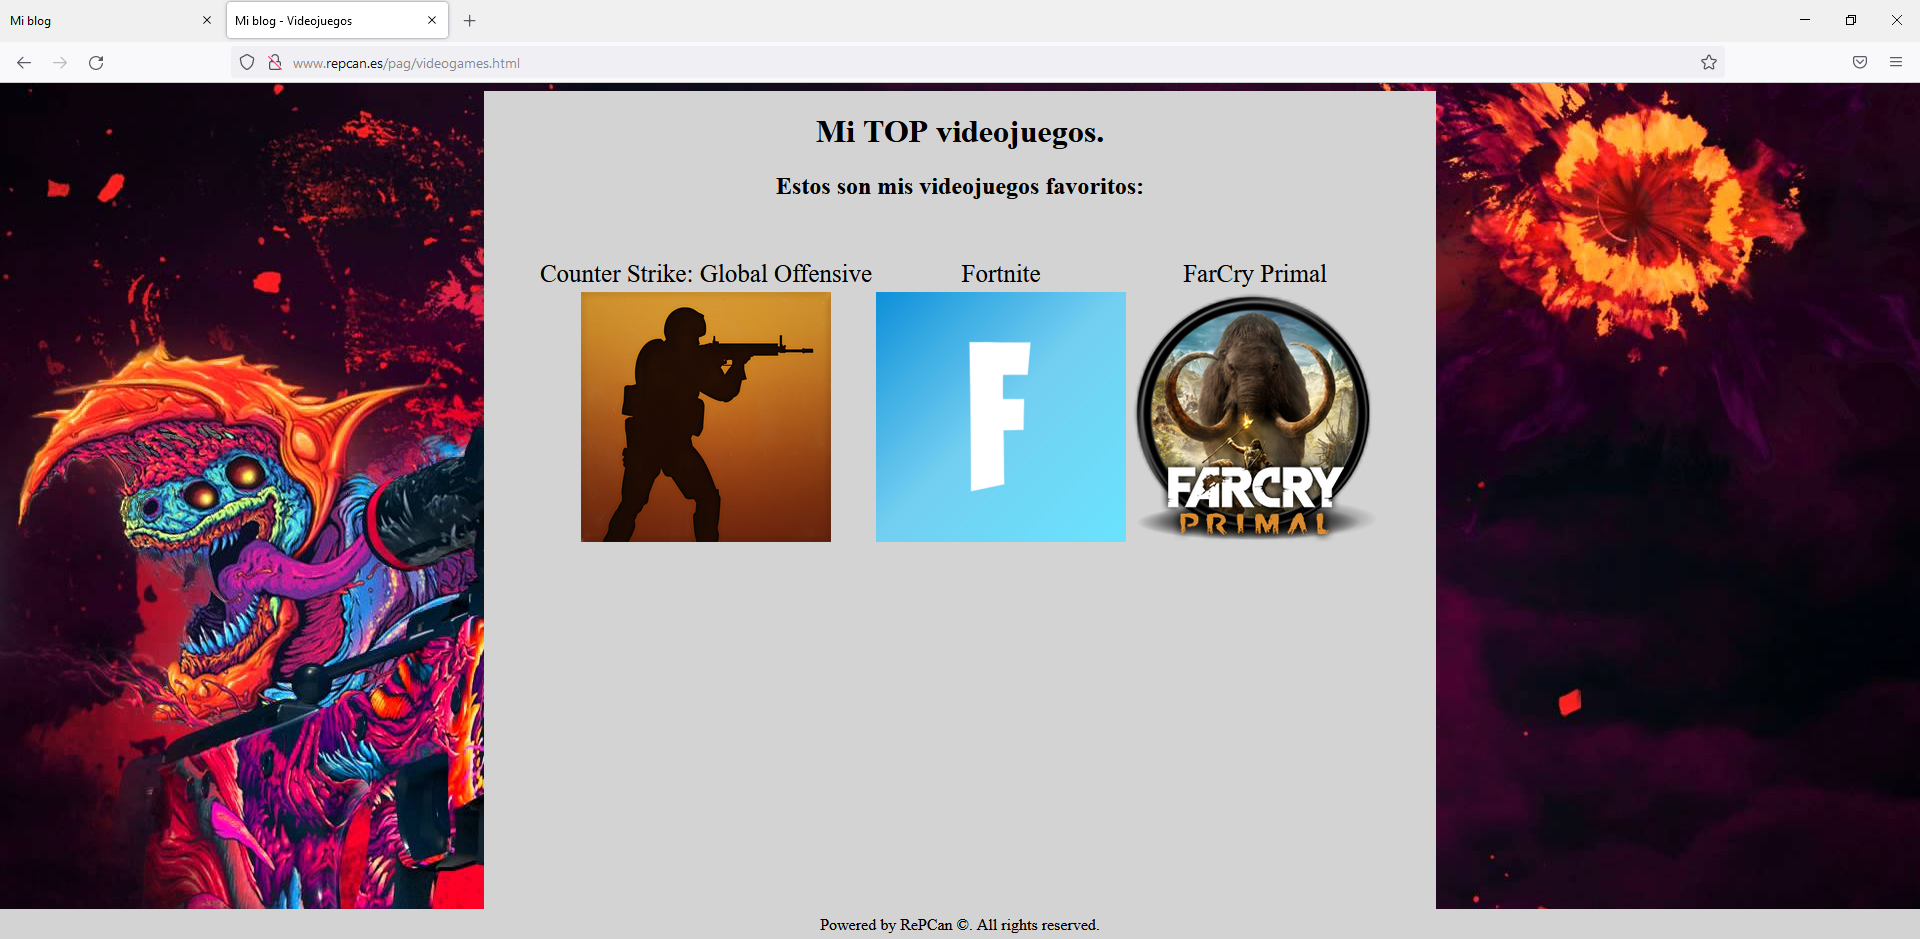 Mi blog
Mi blog - Videojuegos
www.repcan.es/pag/videogames.html
Mi TOP videojuegos.
Estos son mis videojuegos favoritos:
Counter Strike: Global Offensive
Fortnite
FarCry Primal
F
FARCRY
PRIMAL
Powered by RePCan ©. All rights reserved.